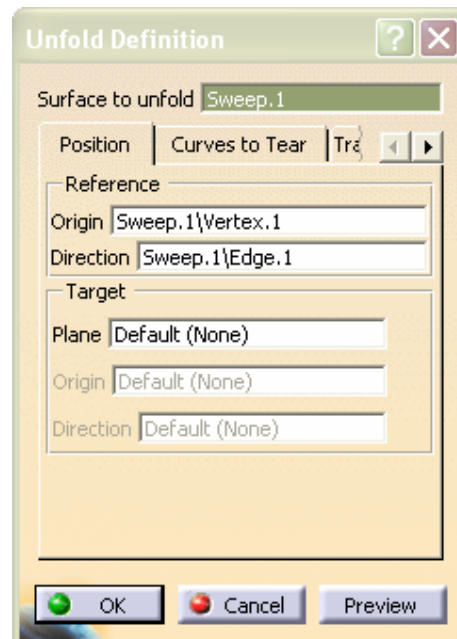 Unfold Definition ?
Surface to unfold Sweep.1
Position Curves to Tear Tra
Reference
Origin Sweep.1\Vertex.1
Direction Sweep.1\Edge.1
Target
Plane Default (None)
Origin Default (None)
Direction Default (None)
OK Cancel Preview